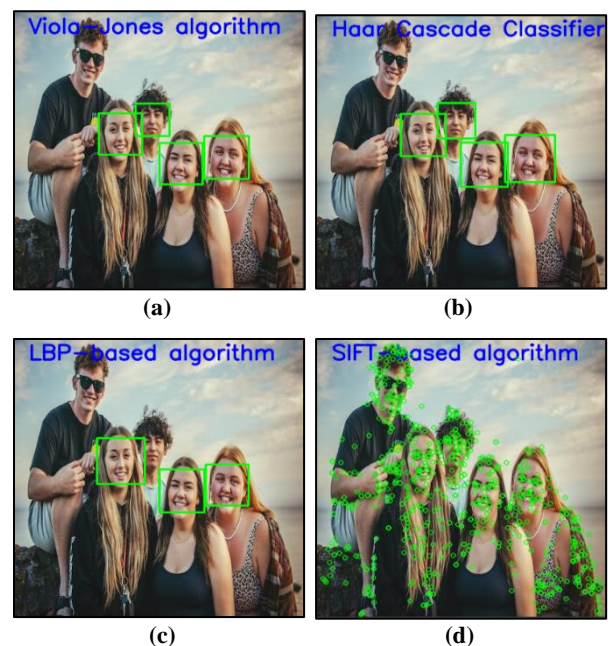 Viola-Jones algorithm
Haar Cascade Classifier
(a)
(b)
LBP-based algorithm
SIFT-based algorithm
(c)
(d)